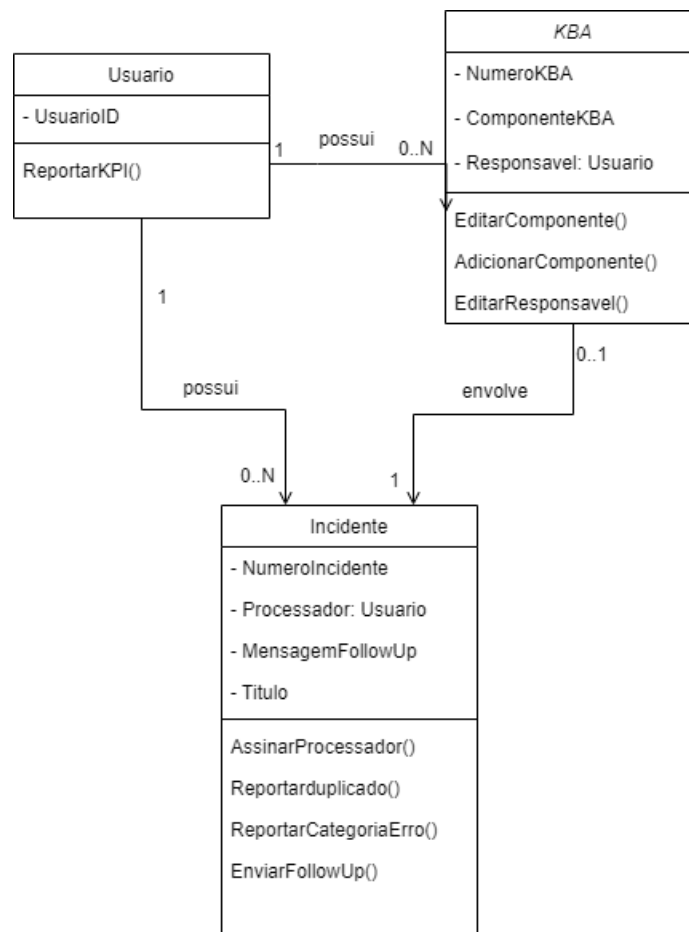 Usuario
- UsuarioID
ReportarKPI()
1
possui
0..N
KBA
- NumeroKBA
- ComponenteKBA
- Responsavel: Usuario
EditarComponente()
AdicionarComponente()
EditarResponsavel()
1
possui
0..N
0..1
envolve
1
Incidente
- NumeroIncidente
- Processador: Usuario
- MensagemFollowUp
- Titulo
AssinarProcessador()
Reportarduplicado()
ReportarCategoriaErro()
EnviarFollowUp()